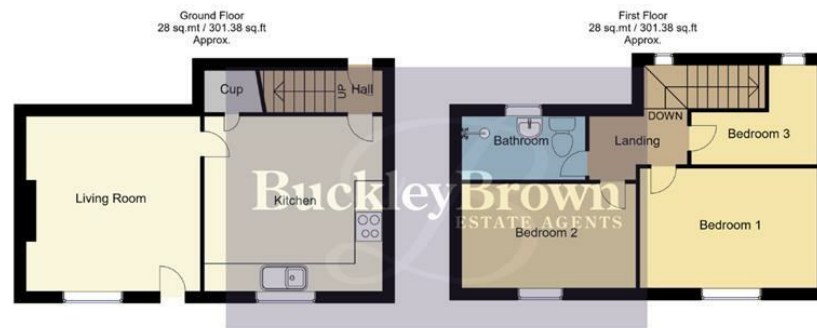 Ground Floor
28 sq.mt / 301.38 sq.ft
Approx.
First Floor
28 sq.mt / 301.38 sq.ft
Approx.
Cup
UP
Hall
Living Room
Kitchen
Bathroom
Landing
DOWN
Bedroom 3
Bedroom 2
Bedroom 1
BuckleyBrown
ESTATE AGENTS